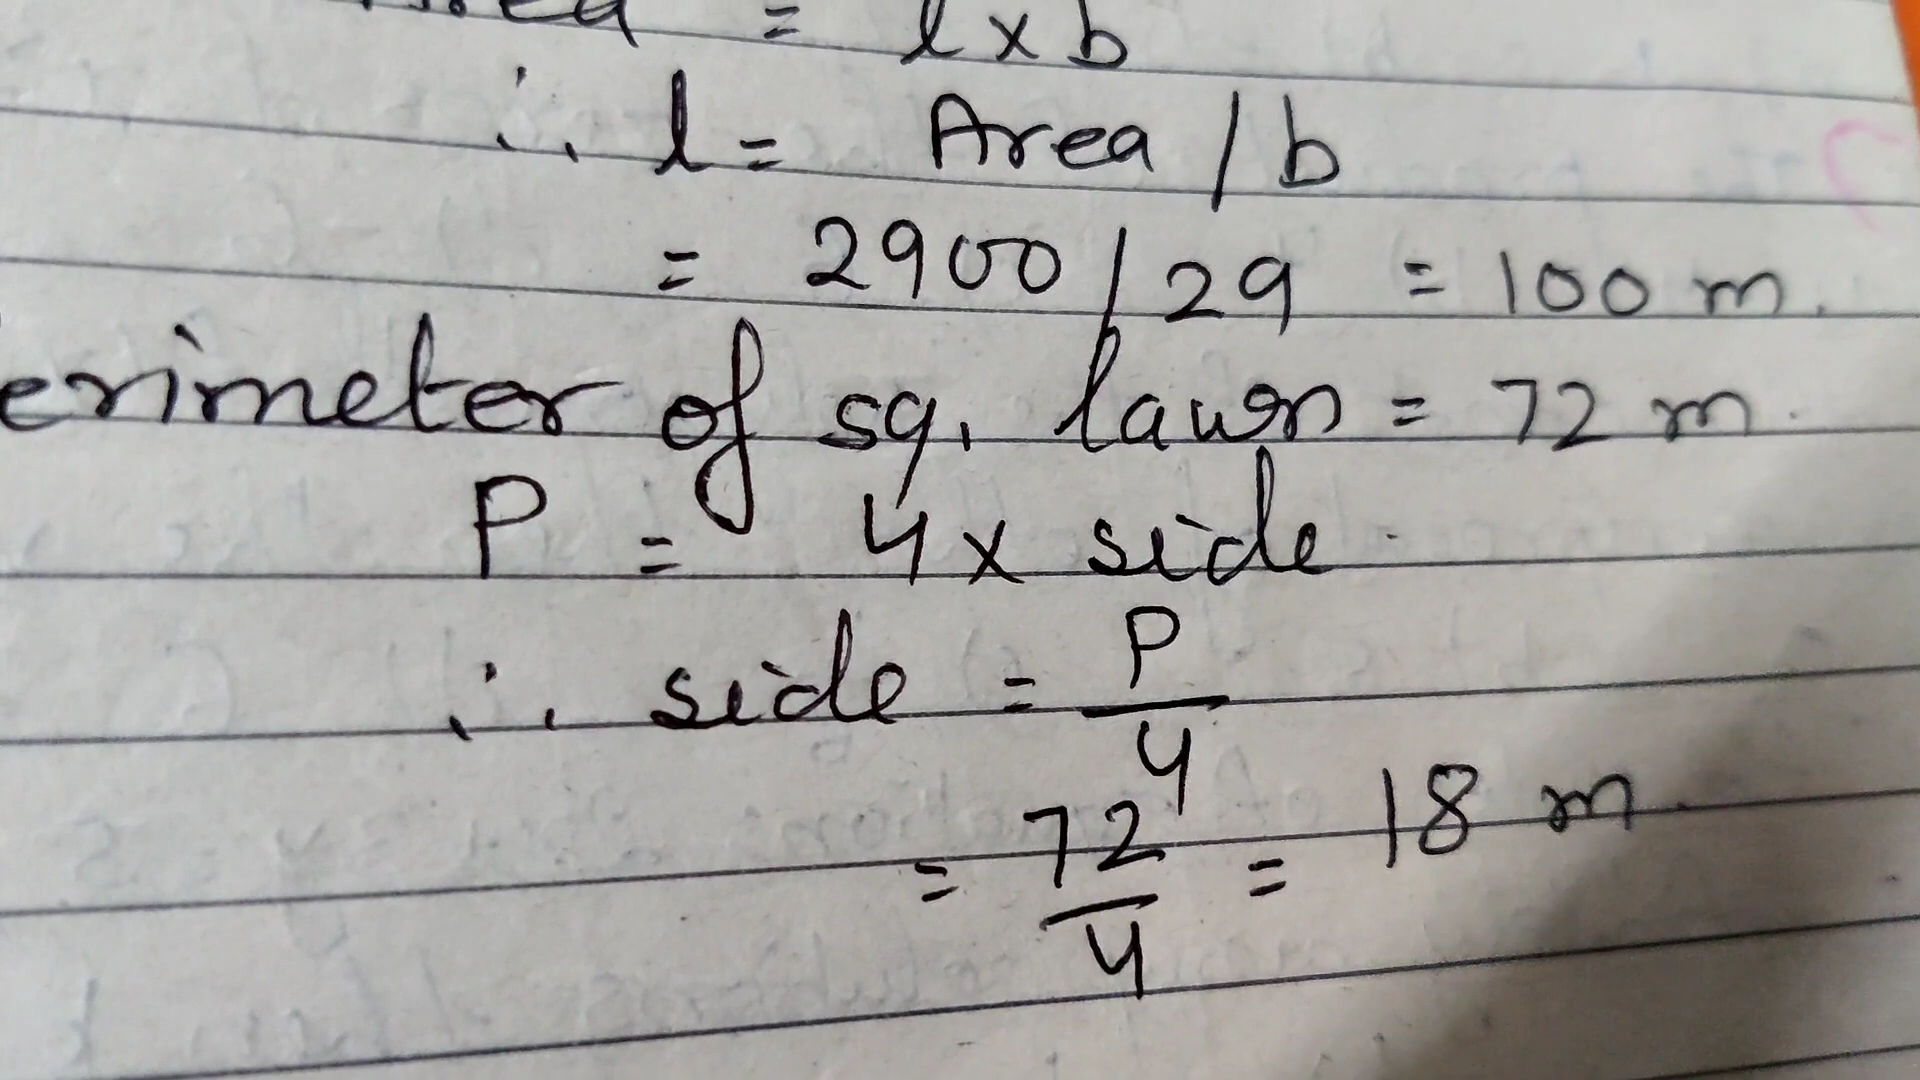 = l x b
∴ l = Area / b
= 2900 / 29 = 100 m.
erimeter of sq. lawn = 72 m.
P = 4 x side.
∴ side = P/4
= 72/4 = 18 m.